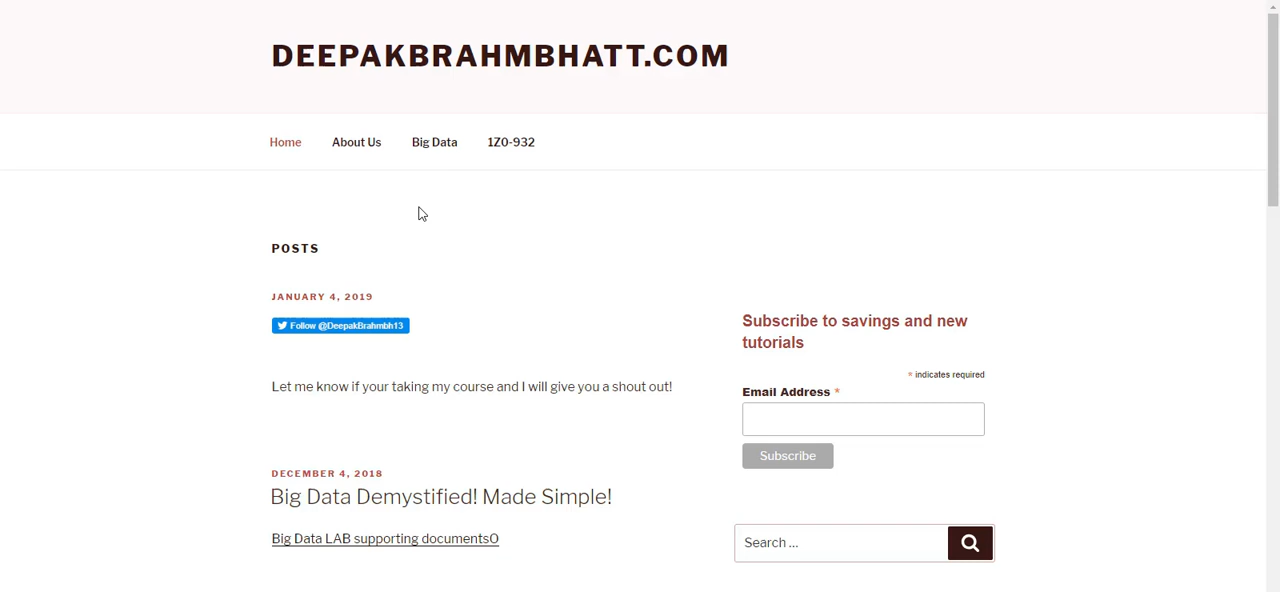 DEEPAKBRAHMBHATT.COM
Home About Us Big Data 1Z0-932
POSTS
JANUARY 4, 2019
Follow @DeepakBrahmbh13
Let me know if your taking my course and I will give you a shout out!
DECEMBER 4, 2018
Big Data Demystified! Made Simple!
Big Data LAB supporting documentsO
Subscribe to savings and new
tutorials
* indicates required
Email Address *
Subscribe
Search ...